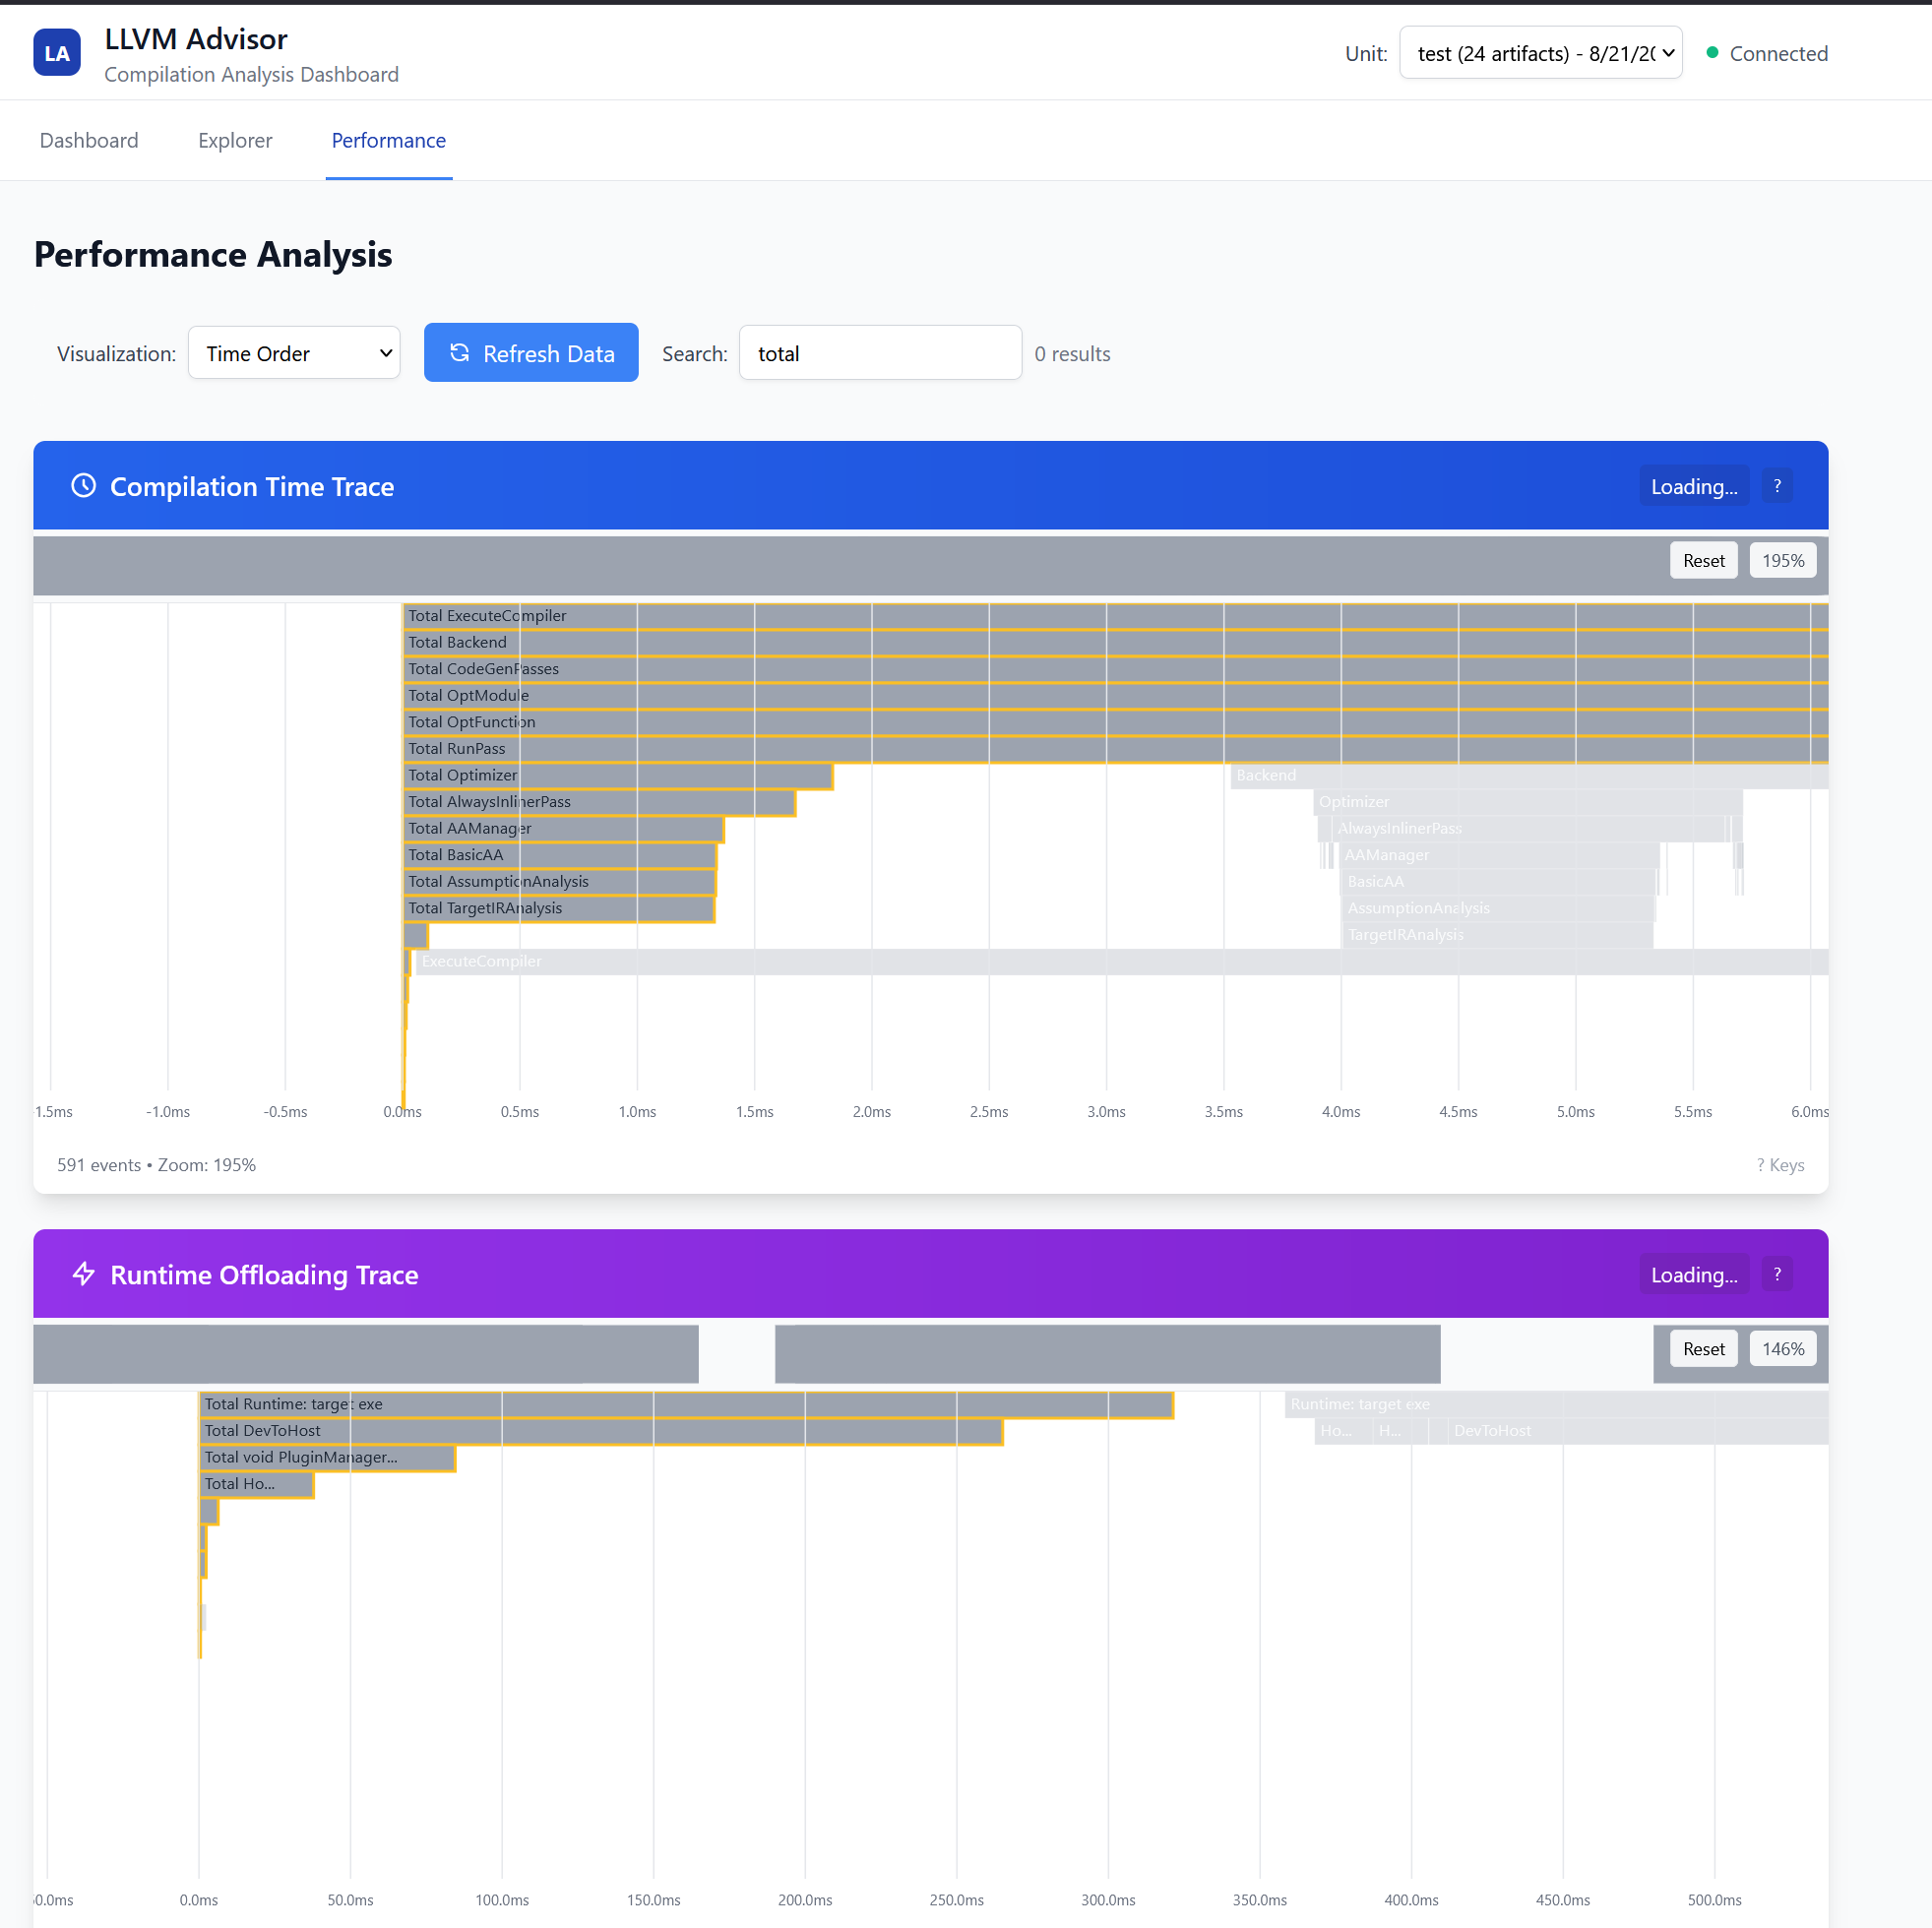 LA
LLVM Advisor
Compilation Analysis Dashboard
Unit:
test (24 artifacts) - 8/21/20
Connected
Dashboard
Explorer
Performance
Performance Analysis
Visualization:
Time Order
Refresh Data
Search:
total
0 results
Compilation Time Trace
Loading...
?
Reset
195%
Total ExecuteCompiler
Total Backend
Total CodeGenPasses
Total OptModule
Total OptFunction
Total RunPass
Total Optimizer
Backend
Total AlwaysInlinerPass
Optimizer
Total AAManager
AlwaysInlinerPass
Total BasicAA
AAManager
Total AssumptionAnalysis
BasicAA
Total TargetIRAnalysis
AssumptionAnalysis
TargetIRAnalysis
ExecuteCompiler
1.5ms
-1.0ms
-0.5ms
0.0ms
0.5ms
1.0ms
1.5ms
2.0ms
2.5ms
3.0ms
3.5ms
4.0ms
4.5ms
5.0ms
5.5ms
6.0ms
591 events • Zoom: 195%
? Keys
Runtime Offloading Trace
Loading...
?
Reset
146%
Total Runtime: target exe
Runtime: target exe
Total DevToHost
Ho...
H...
DevToHost
Total void PluginManager...
Total Ho...
0.0ms
0.0ms
50.0ms
100.0ms
150.0ms
200.0ms
250.0ms
300.0ms
350.0ms
400.0ms
450.0ms
500.0ms